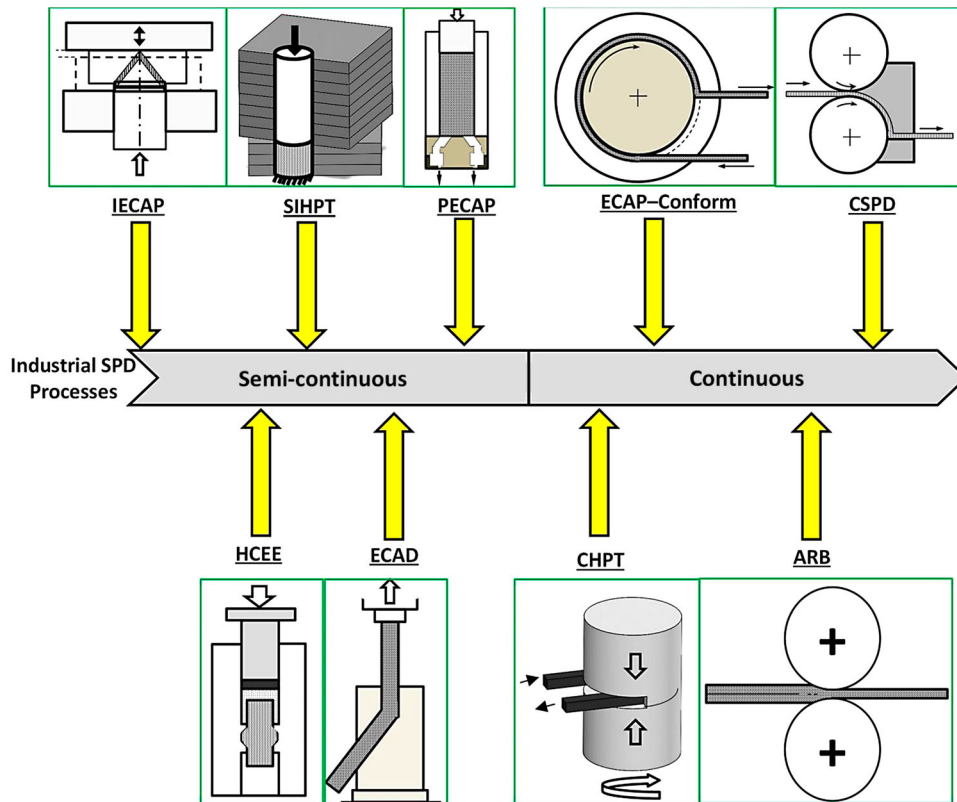 IECAP
SIHPT
PECAP
ECAP–Conform
CSPD
Industrial SPD
Processes
Semi-continuous
Continuous
HCEE
ECAD
CHPT
ARB